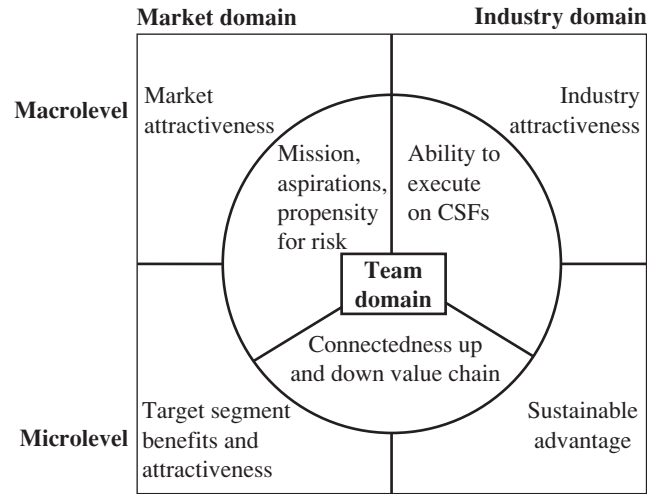 Market domain
Industry domain
Macrolevel
Market
attractiveness
Industry
attractiveness
Mission,
aspirations,
propensity
for risk
Ability to
execute
on CSFs
Team
domain
Connectedness up
and down value chain
Microlevel
Target segment
benefits and
attractiveness
Sustainable
advantage